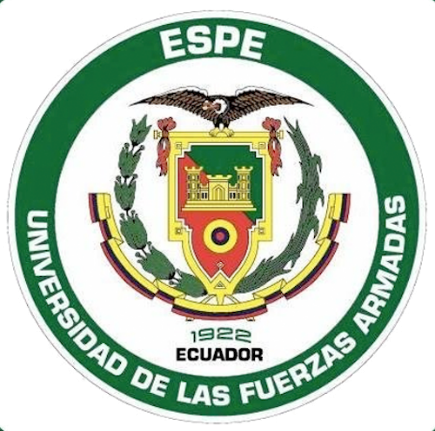 ESPE
1922
ECUADOR
UNIVERSIDAD DE LAS FUERZAS ARMADAS